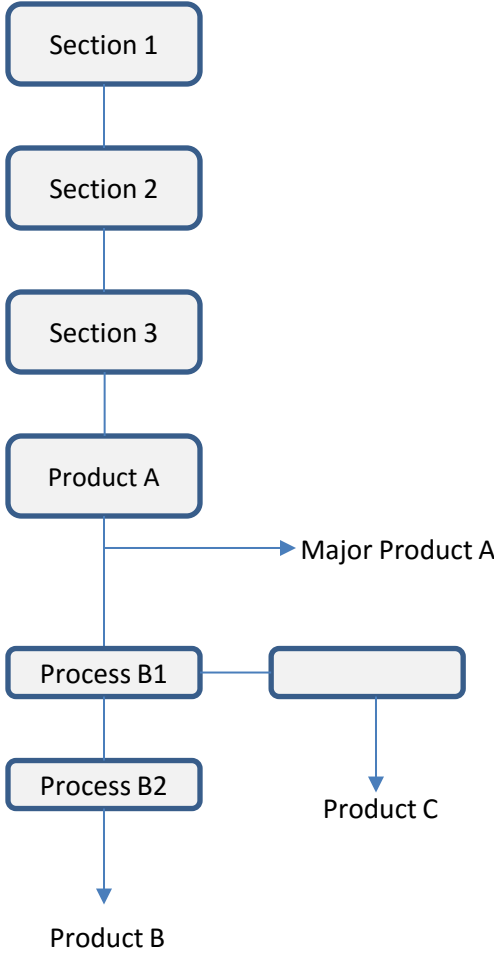 Section 1
Section 2
Section 3
Product A
Major Product A
Process B1
Process B2
Product C
Product B